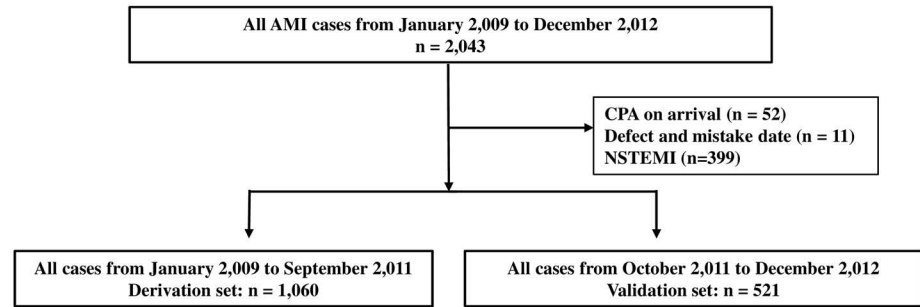 All AMI cases from January 2,009 to December 2,012
n = 2,043
CPA on arrival (n = 52)
Defect and mistake date (n = 11)
NSTEMI (n=399)
All cases from January 2,009 to September 2,011
Derivation set: n = 1,060
All cases from October 2,011 to December 2,012
Validation set: n = 521